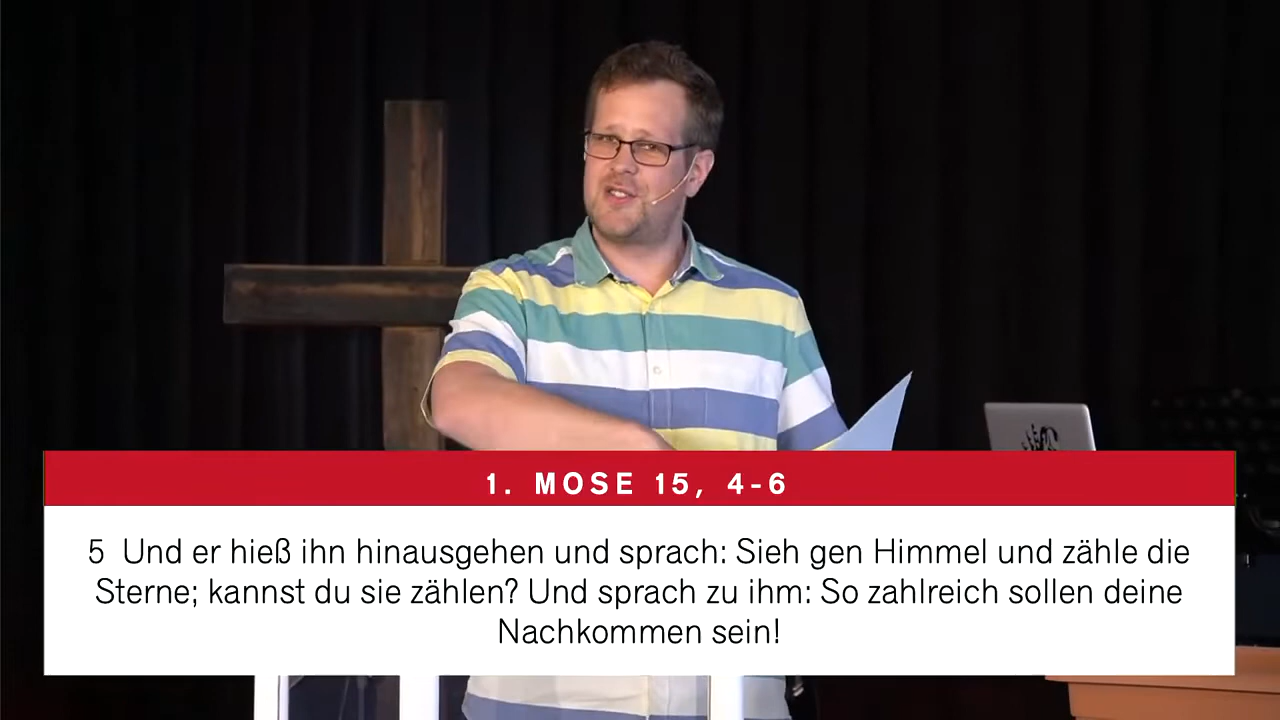 1. MOSE 15, 4-6
5 Und er hieß ihn hinausgehen und sprach: Sieh gen Himmel und zähle die
Sterne; kannst du sie zählen? Und sprach zu ihm: So zahlreich sollen deine
Nachkommen sein!